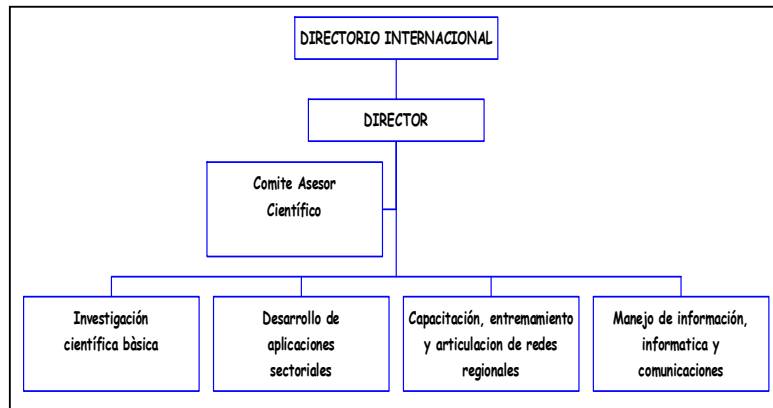 DIRECTORIO INTERNACIONAL
DIRECTOR
Comite Asesor
Científico
Investigación
científica bàsica
Desarrollo de
aplicaciones
sectoriales
Capacitación, entremamiento
y articulacion de redes
regionales
Manejo de información,
informatica y
comunicaciones